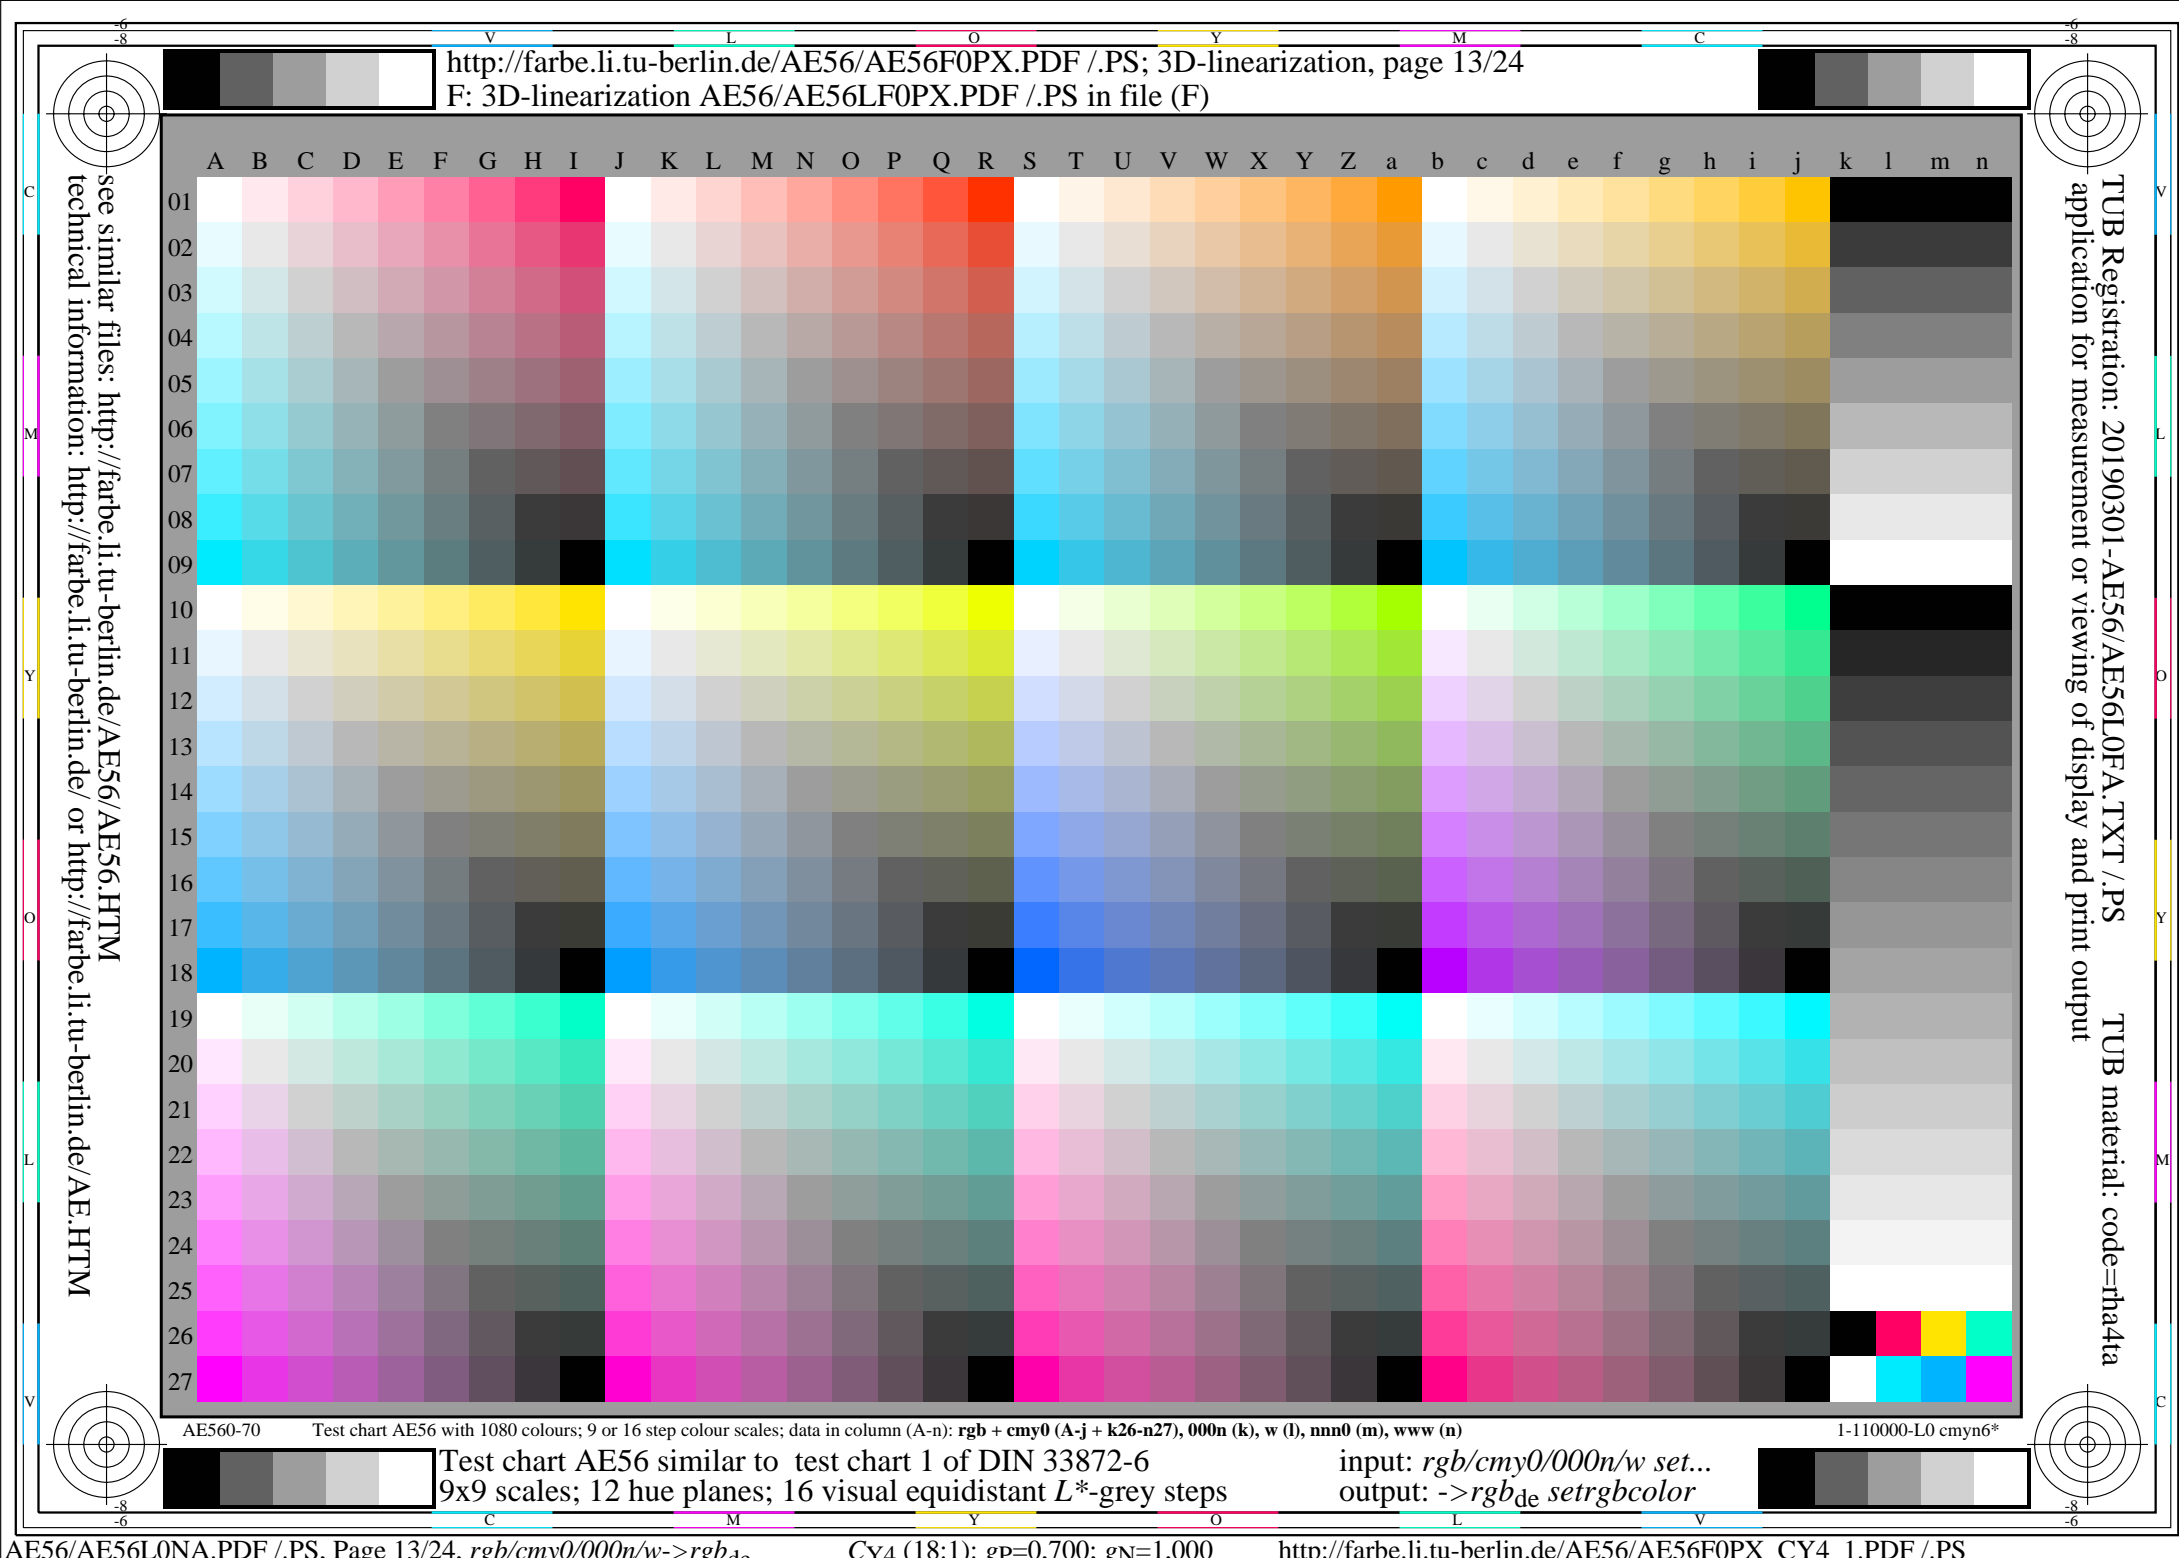 -6
-8
-6
-8
V L O Y M C
http://farbe.li.tu-berlin.de/AE56/AE56F0PX.PDF /.PS; 3D-linearization, page 13/24
F: 3D-linearization AE56/AE56LF0PX.PDF /.PS in file (F)
A B C D E F G H I J K L M N O P Q R S T U V W X Y Z a b c d e f g h i j k l m n
01
02
03
04
05
06
07
08
09
10
11
12
13
14
15
16
17
18
19
20
21
22
23
24
25
26
27
C
M
Y
O
L
V
see similar files: http://farbe.li.tu-berlin.de/AE56/AE56.HTM
technical information: http://farbe.li.tu-berlin.de/ or http://farbe.li.tu-berlin.de/AE.HTM
TUB Registration: 20190301-AE56/AE56L0FA.TXT /.PS
application for measurement or viewing of display and print output
TUB material: code=rha4ta
V
L
O
Y
M
C
AE560-70
Test chart AE56 with 1080 colours; 9 or 16 step colour scales; data in column (A-n): rgb + cmy0 (A-j + k26-n27), 000n (k), w (l), nnn0 (m), www (n)
1-110000-L0 cmyn6*
Test chart AE56 similar to test chart 1 of DIN 33872-6
9x9 scales; 12 hue planes; 16 visual equidistant L*-grey steps
input: rgb/cmy0/000n/w set...
output: ->rgbde setrgbcolor
-8
-6
-8
-6
C M Y O L V
AE56/AE56L0NA.PDF /.PS, Page 13/24, rgb/cmy0/000n/w->rgbde
CY4 (18:1); gP=0.700; gN=1.000
http://farbe.li.tu-berlin.de/AE56/AE56F0PX_CY4_1.PDF /.PS